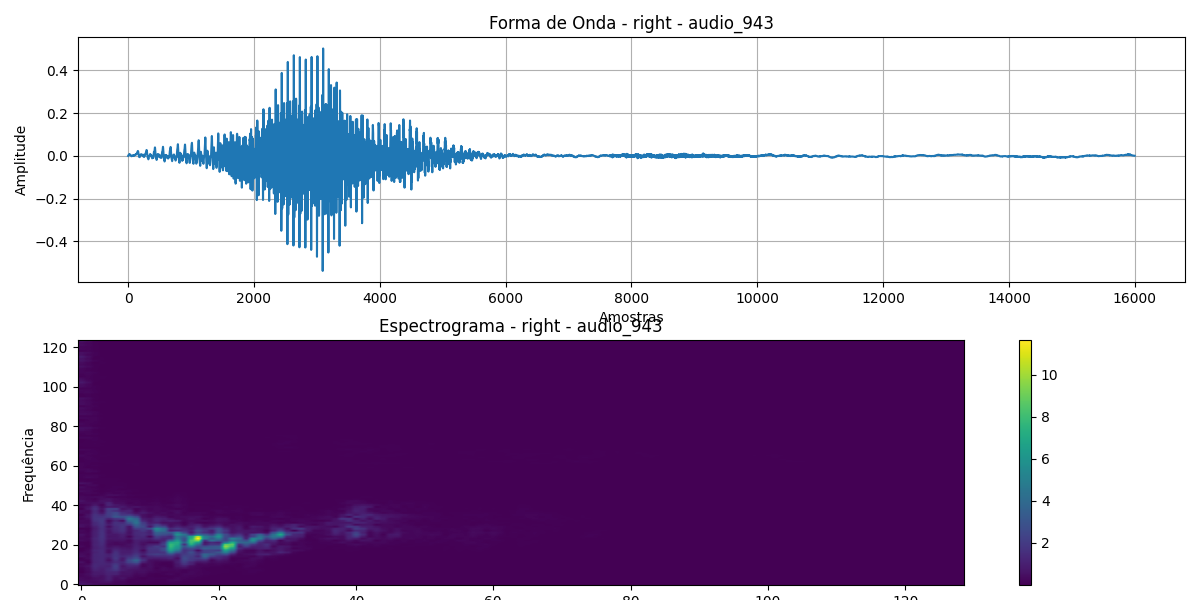 Forma de Onda - right - audio_943
Amplitude
0.4
0.2
0.0
−0.2
−0.4
0 2000 4000 6000 8000 10000 12000 14000 16000
Amostras
Espectrograma - right - audio_943
Frequência
120
100
80
60
40
20
0
0 20 40 60 80 100 120
10
8
6
4
2